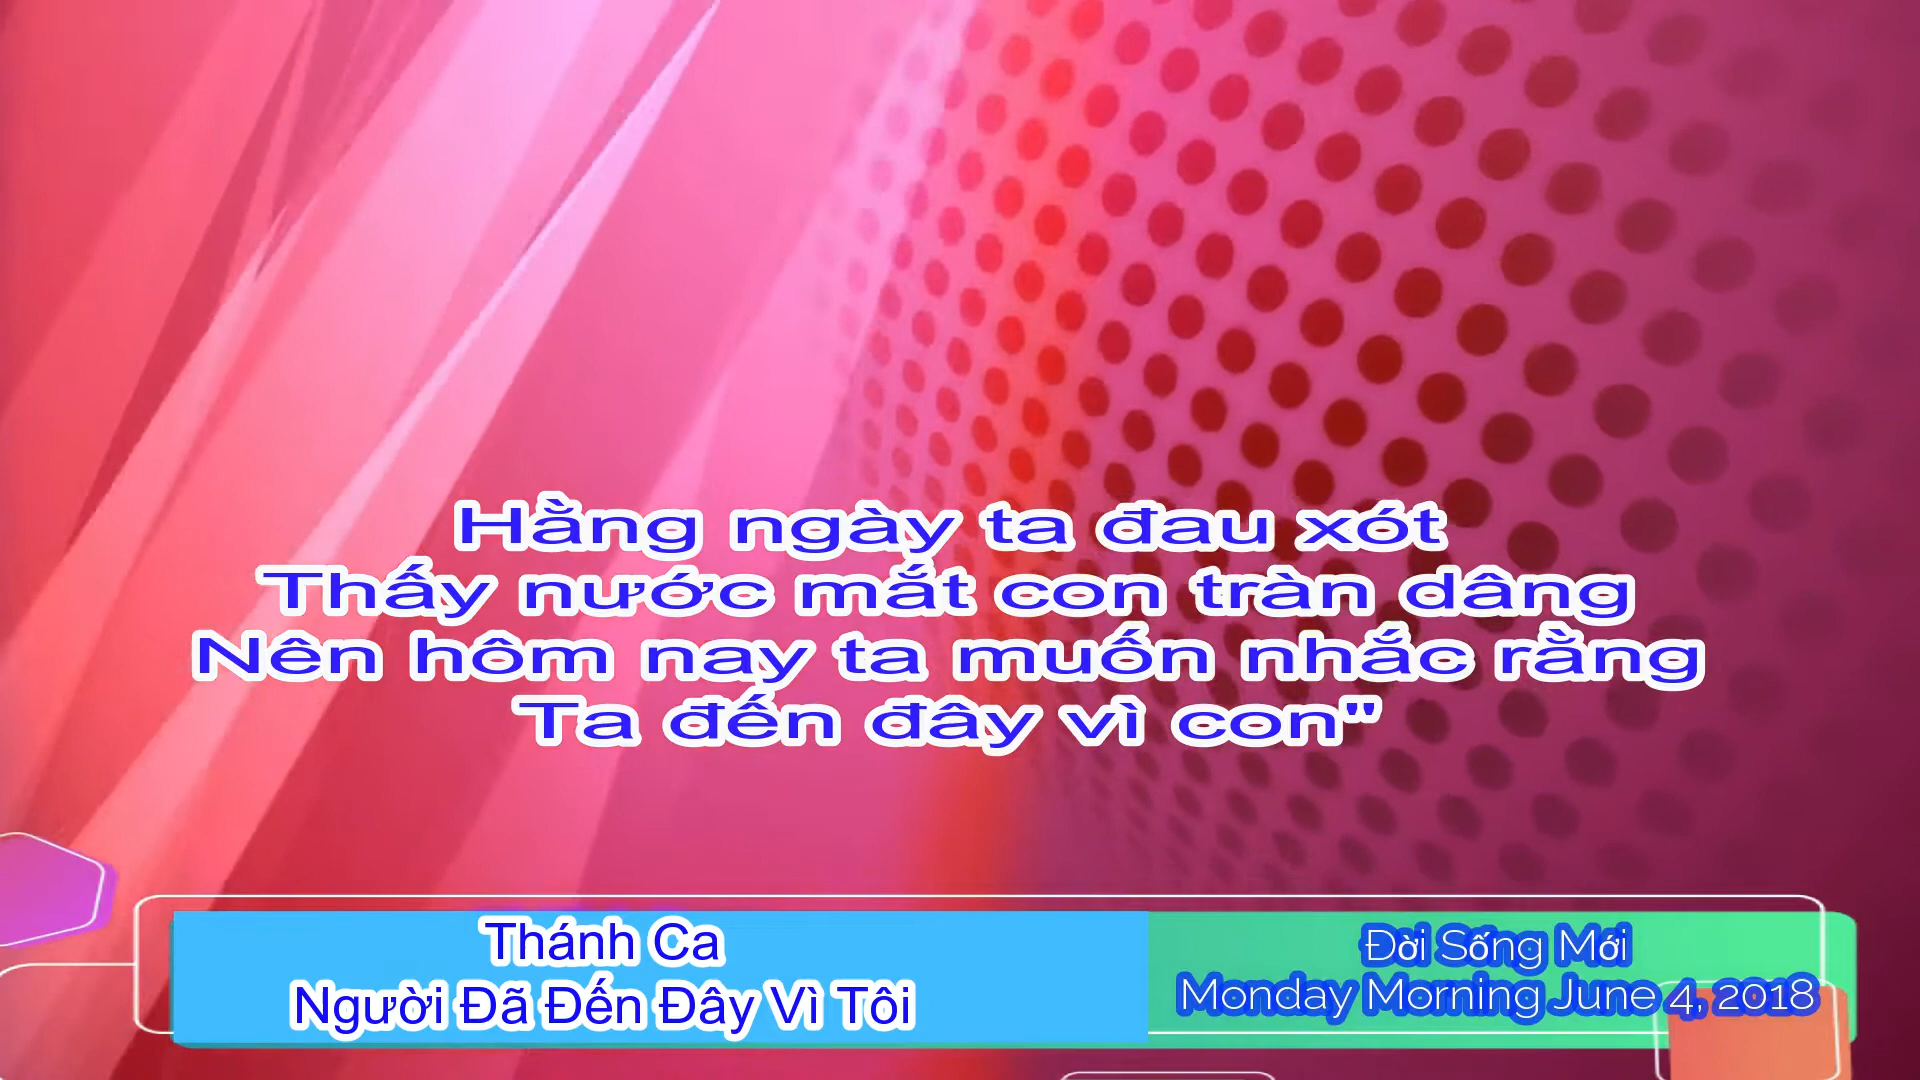 Hằng ngày ta đau xót
Thấy nước mắt con tràn dâng
Nên hôm nay ta muốn nhắc rằng
Ta đến đây vì con"
Thánh Ca
Người Đã Đến Đây Vì Tôi
Đời Sống Mới
Monday Morning June 4, 2018